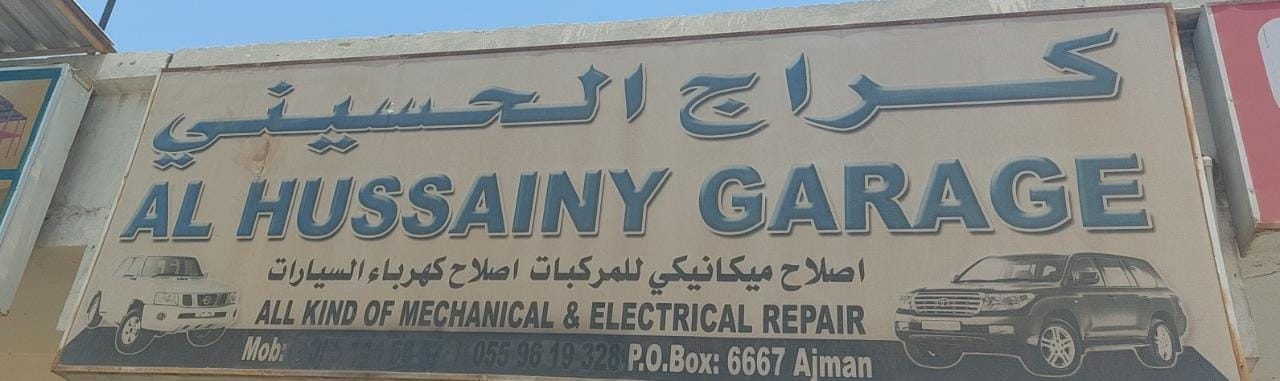 كراج الحسيني
AL HUSSAINY GARAGE
اصلاح ميكانيكي للمركبات اصلاح كهرباء السيارات
ALL KIND OF MECHANICAL & ELECTRICAL REPAIR
Mob: 055 96 19 328 P.O.Box: 6667 Ajman